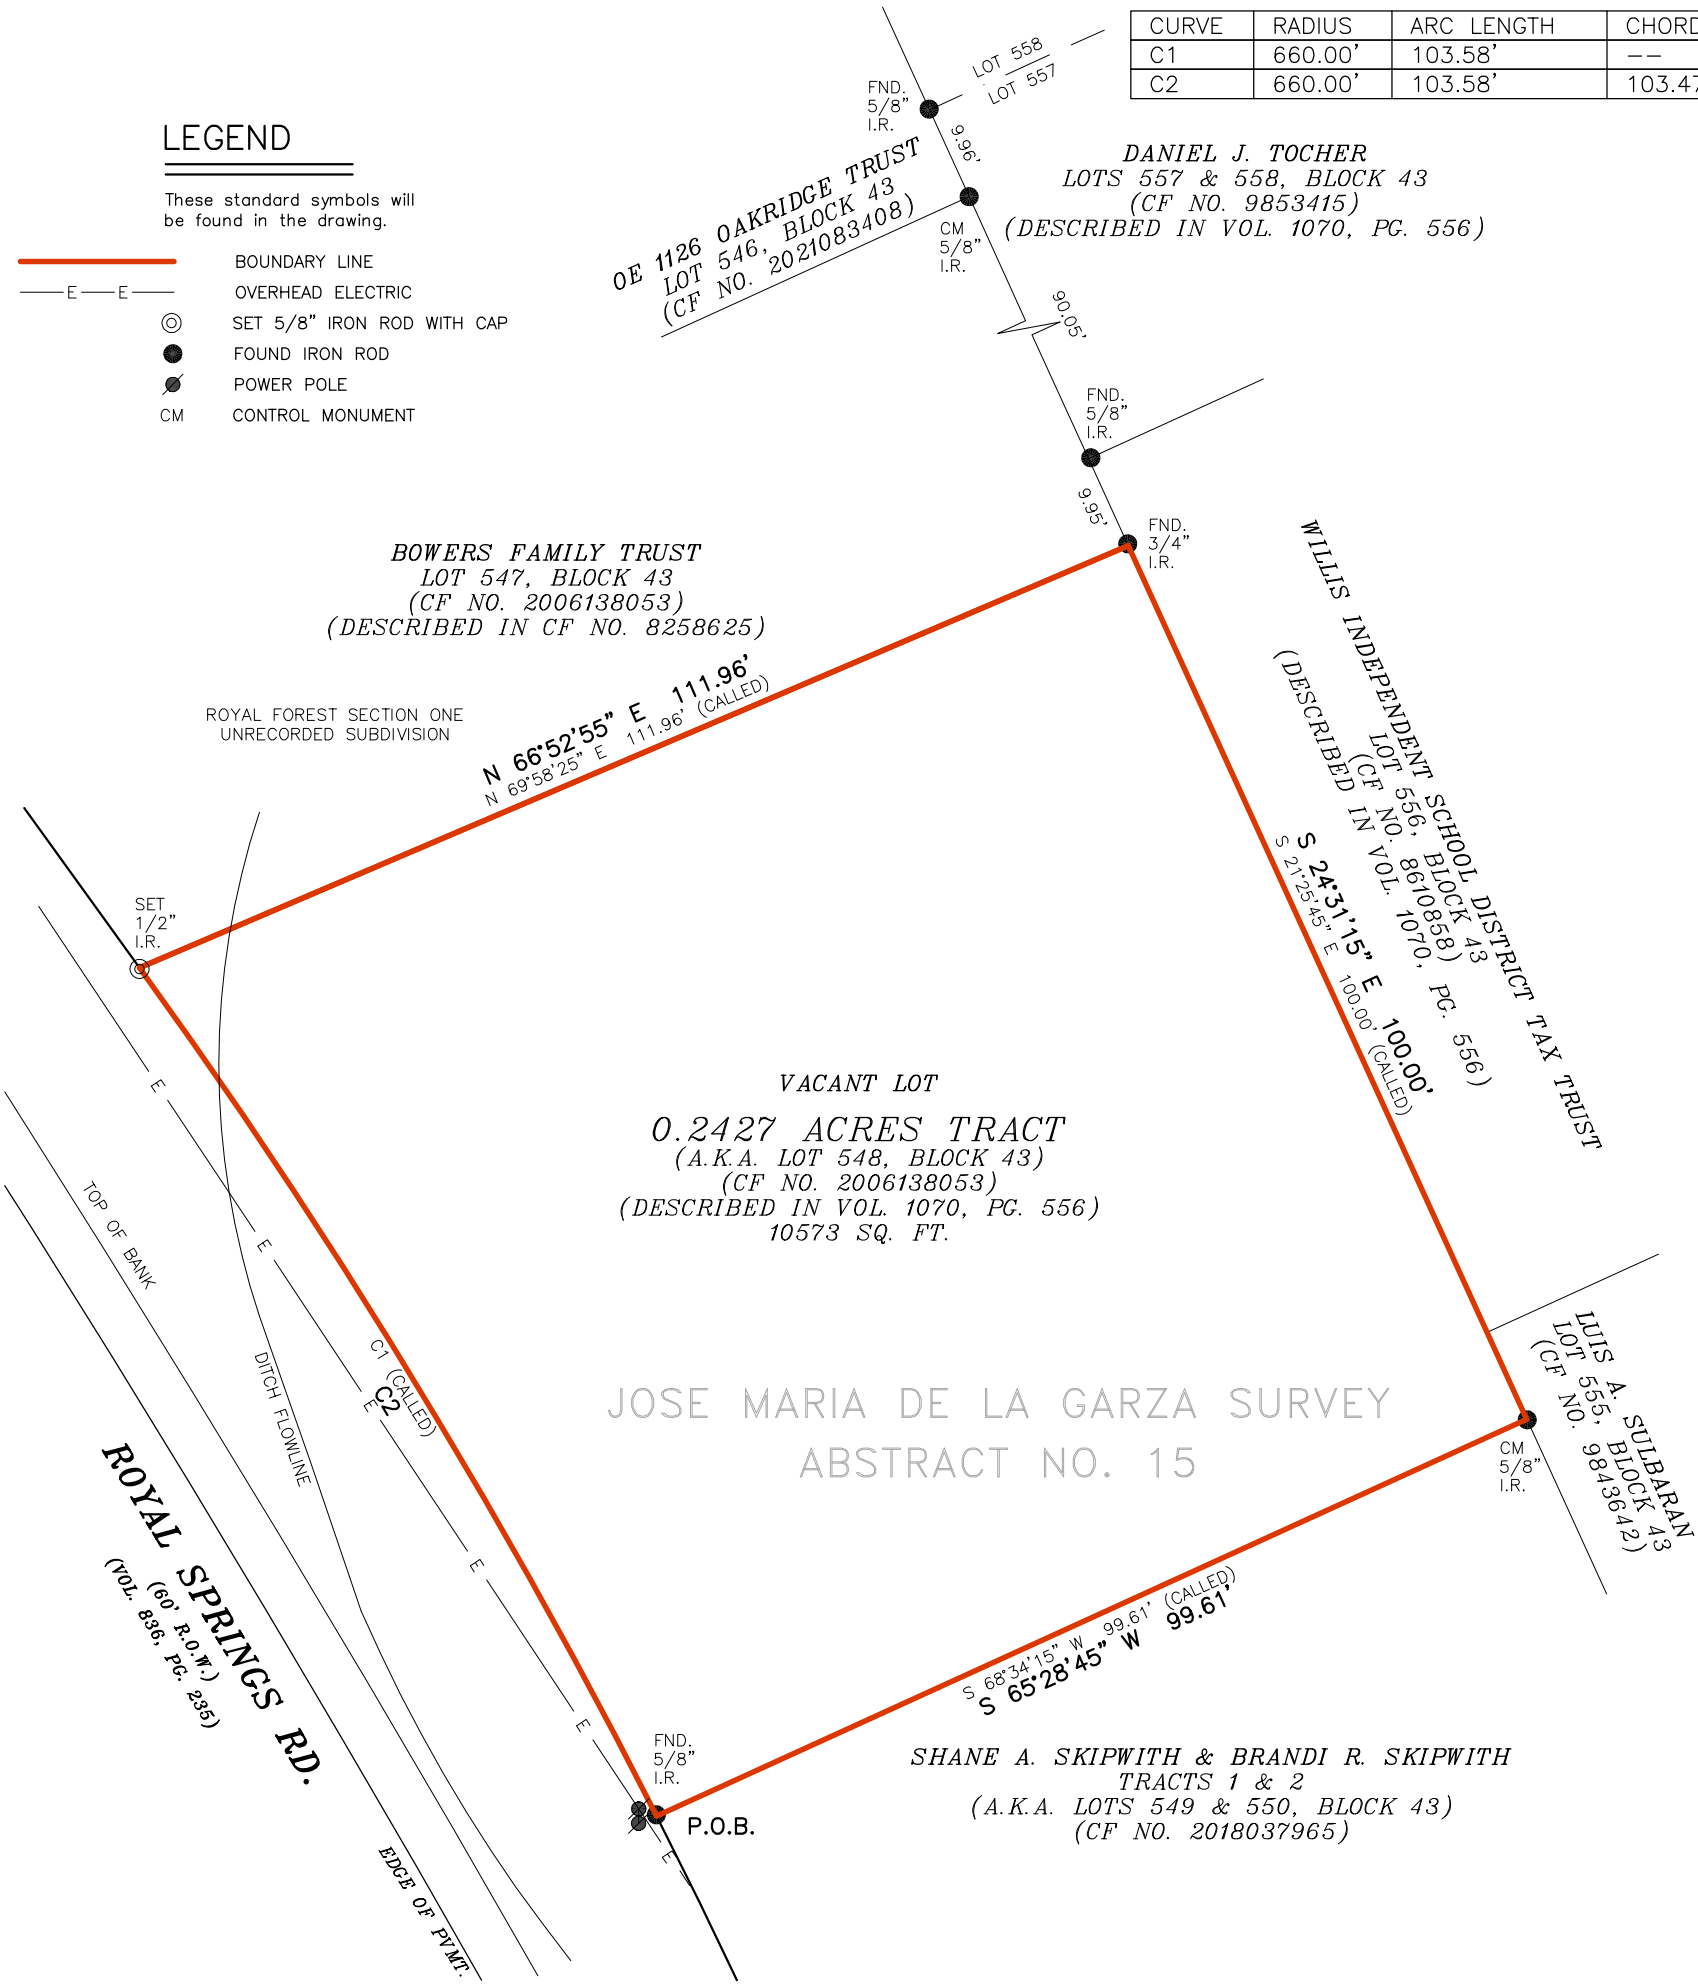 CURVE RADIUS ARC LENGTH CHORD
C1 660.00' 103.58' --
C2 660.00' 103.58' 103.47
LEGEND
These standard symbols will
be found in the drawing.
BOUNDARY LINE
E E OVERHEAD ELECTRIC
SET 5/8" IRON ROD WITH CAP
FOUND IRON ROD
POWER POLE
CM CONTROL MONUMENT
LOT 558
LOT 557
FND.
5/8"
I.R.
9.96'
OE 1126 OAKRIDGE TRUST
LOT 546, BLOCK 43
(CF NO. 2021083408)
DANIEL J. TOCHER
LOTS 557 & 558, BLOCK 43
(CF NO. 9853415)
(DESCRIBED IN VOL. 1070, PG. 556)
CM
5/8"
I.R.
90.05'
FND.
5/8"
I.R.
9.95'
FND.
3/4"
I.R.
BOWERS FAMILY TRUST
LOT 547, BLOCK 43
(CF NO. 2006138053)
(DESCRIBED IN CF NO. 8258625)
N 66°52'55" E 111.96'
N 69°58'25" E 111.96' (CALLED)
ROYAL FOREST SECTION ONE
UNRECORDED SUBDIVISION
WILLIS INDEPENDENT SCHOOL DISTRICT TAX TRUST
LOT 556, BLOCK 43
(CF NO. 8610858)
(DESCRIBED IN VOL. 1070, PG. 556)
S 24°31'15" E 100.00'
S 21°25'45" E 100.00' (CALLED)
SET
1/2"
I.R.
VACANT LOT
0.2427 ACRES TRACT
(A.K.A. LOT 548, BLOCK 43)
(CF NO. 2006138053)
(DESCRIBED IN VOL. 1070, PG. 556)
10573 SQ. FT.
E
E
E
E
E
E
TOP OF BANK
DITCH FLOWLINE
C1 (CALLED)
C2
JOSE MARIA DE LA GARZA SURVEY
ABSTRACT NO. 15
LUIS A. SULBARAN
LOT 555, BLOCK 43
(CF NO. 9843642)
CM
5/8"
I.R.
ROYAL SPRINGS RD.
(60' R.O.W.)
(VOL. 836, PG. 235)
S 68°34'15" W 99.61' (CALLED)
S 65°28'45" W 99.61'
FND.
5/8"
I.R.
P.O.B.
SHANE A. SKIPWITH & BRANDI R. SKIPWITH
TRACTS 1 & 2
(A.K.A. LOTS 549 & 550, BLOCK 43)
(CF NO. 2018037965)
EDGE OF PVMT.